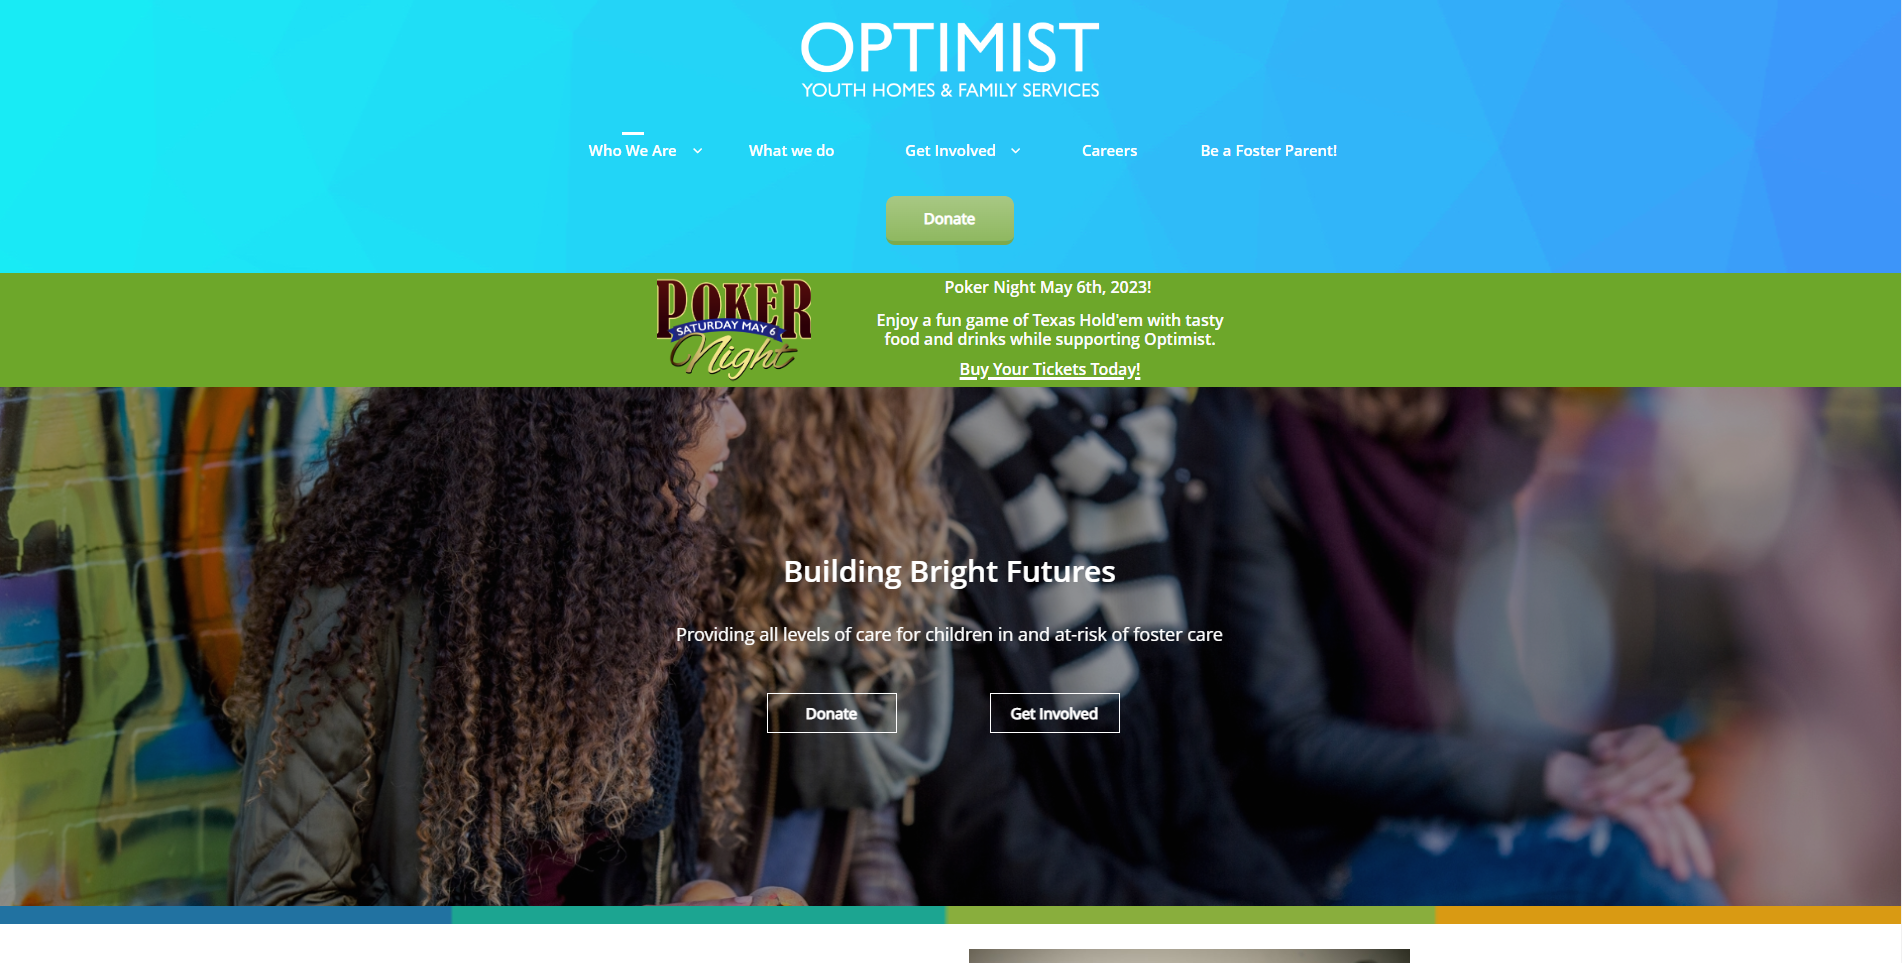 OPTIMIST
YOUTH HOMES & FAMILY SERVICES
Who We Are
What we do
Get Involved
Careers
Be a Foster Parent!
Donate
POKER
SATURDAY MAY 6
Night
Poker Night May 6th, 2023!
Enjoy a fun game of Texas Hold'em with tasty
food and drinks while supporting Optimist.
Buy Your Tickets Today!
Building Bright Futures
Providing all levels of care for children in and at-risk of foster care
Donate
Get Involved